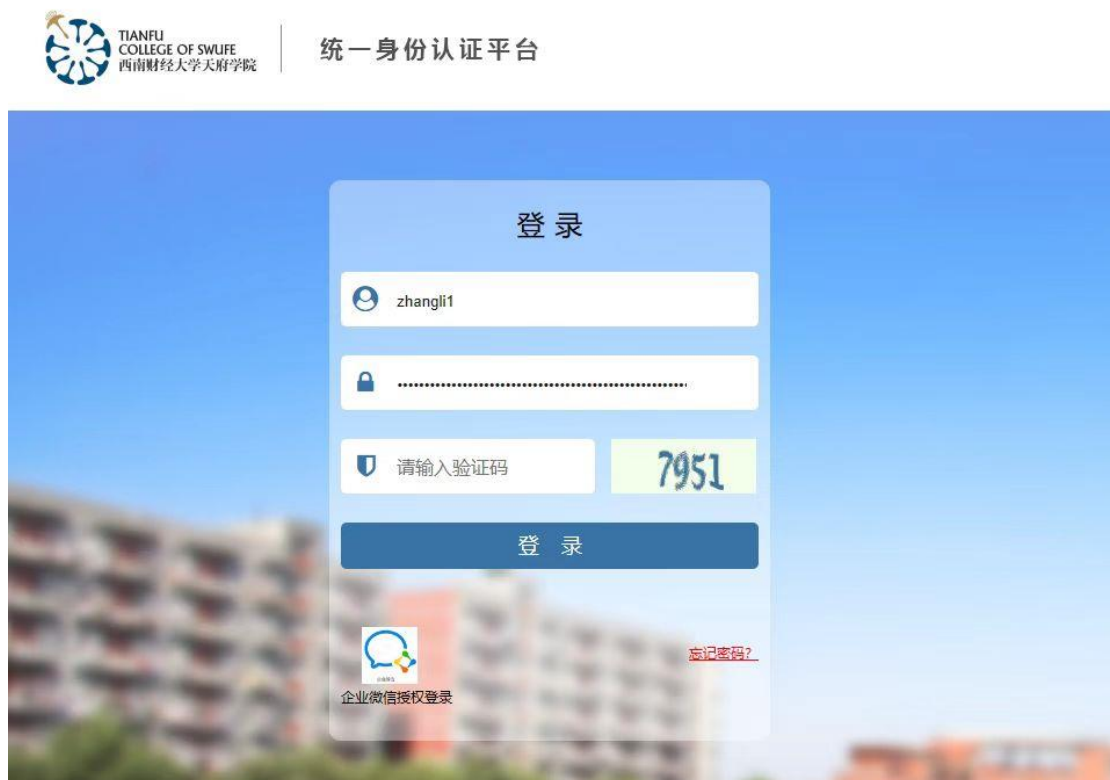 TIANFU
COLLEGE OF SWUFE
西南财经大学天府学院
统一身份认证平台
登录
zhangli1
请输入验证码
7951
登 录
忘记密码?
企业微信授权登录